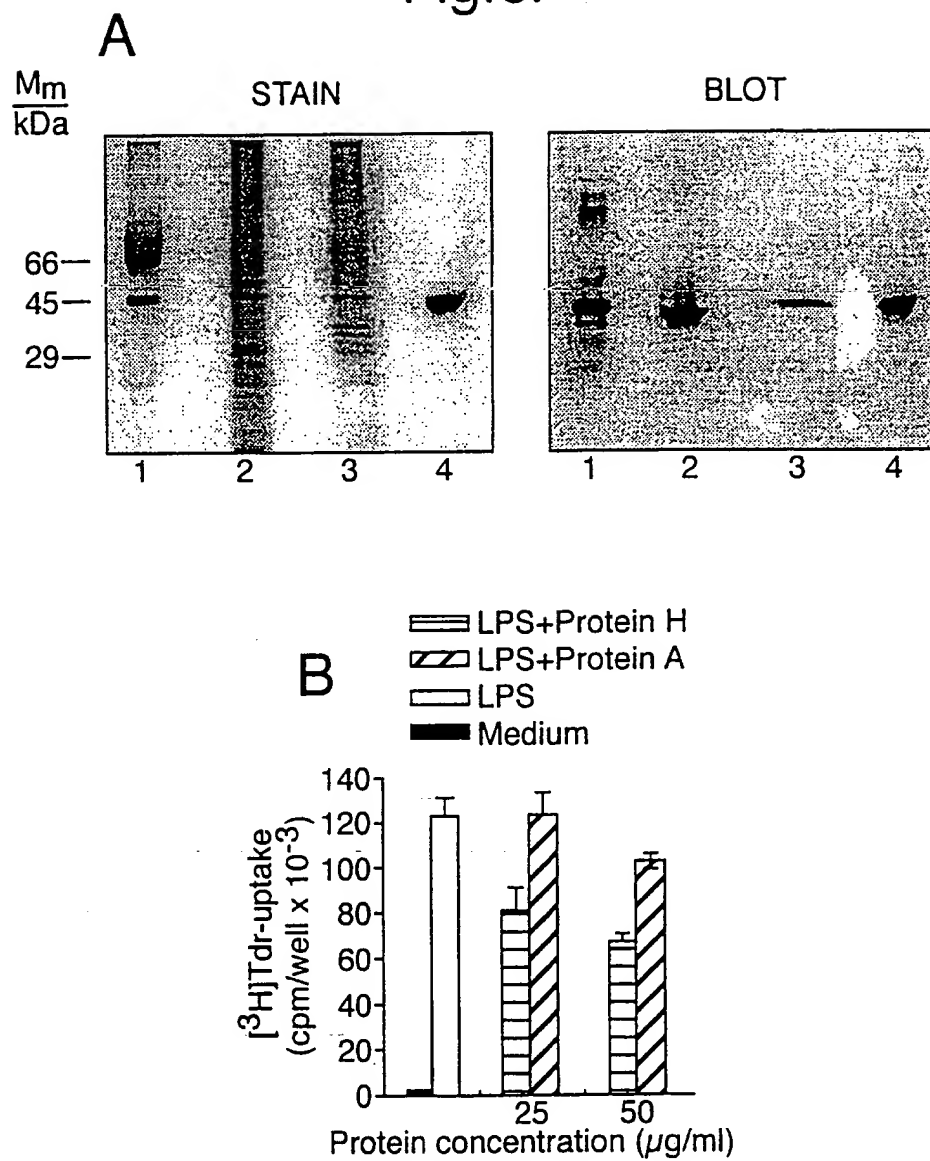 A
Mm
kDa
STAIN
BLOT
66
45
29
1 2 3 4
1 2 3 4
B
LPS+Protein H
LPS+Protein A
LPS
Medium
[³H]Tdr-uptake
(cpm/well x 10⁻³)
140
120
100
80
60
40
20
0
25 50
Protein concentration (µg/ml)